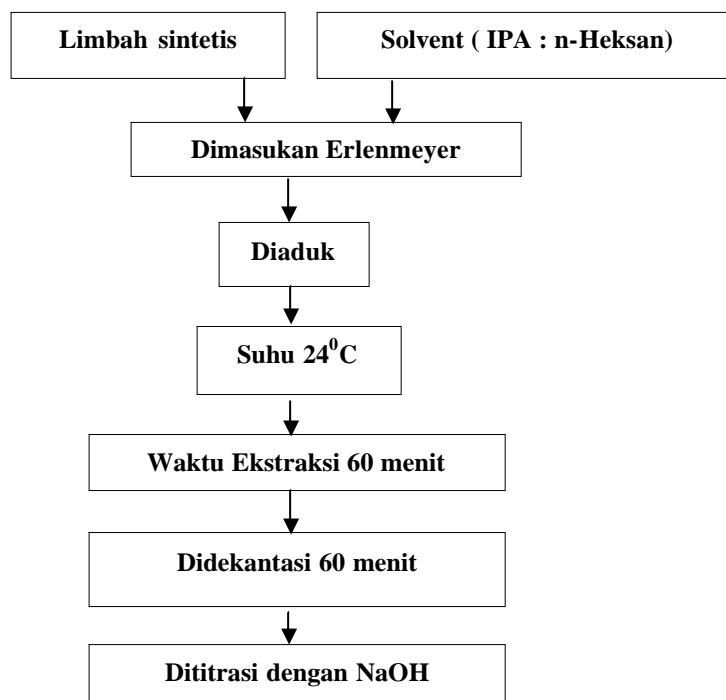 Limbah sintetis
Solvent ( IPA : n-Heksan)
Dimasukan Erlenmeyer
Diaduk
Suhu 24⁰C
Waktu Ekstraksi 60 menit
Didekantasi 60 menit
Dititrasi dengan NaOH